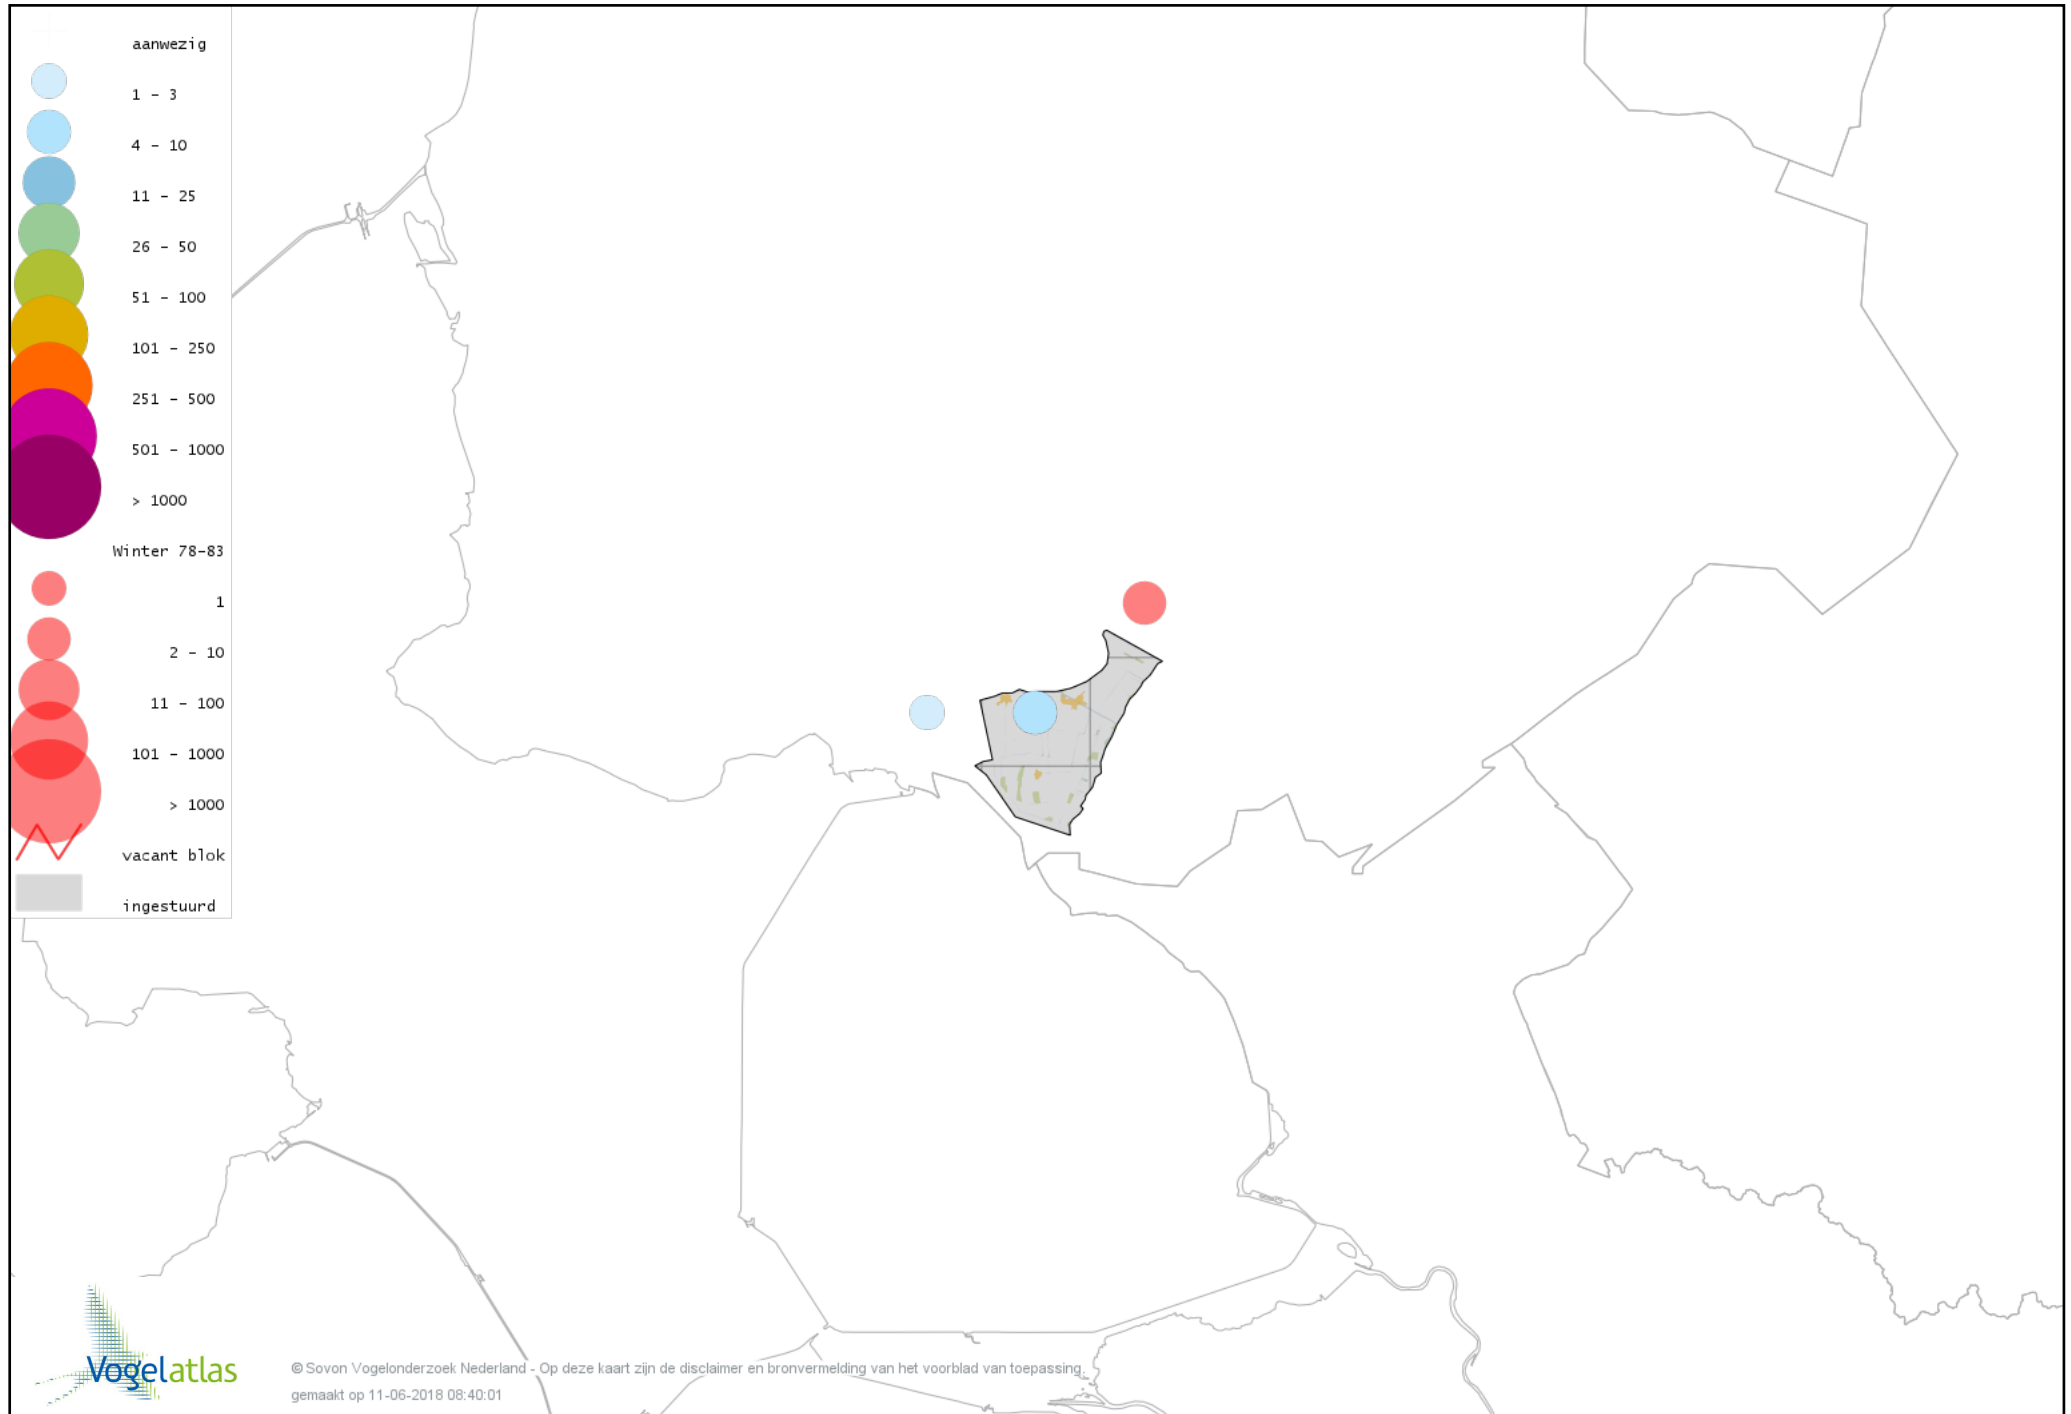 aanwezig
1 - 3
4 - 10
11 - 25
26 - 50
51 - 100
101 - 250
251 - 500
501 - 1000
> 1000
Winter 78-83
1
2 - 10
11 - 100
101 - 1000
> 1000
vacant blok
ingestuurd
Vogelatlas
© Sovon Vogelonderzoek Nederland - Op deze kaart zijn de disclaimer en bronvermelding van het voorblad van toepassing.
gemaakt op 11-06-2018 08:40:01